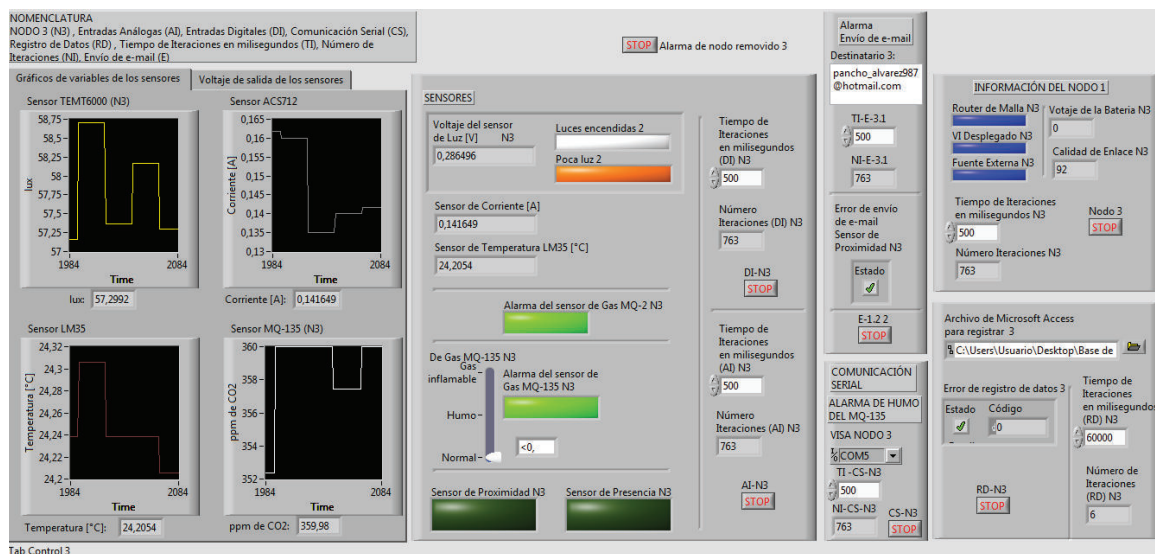 NOMENCLATURA
NODO 3 (N3) , Entradas Análogas (AI), Entradas Digitales (DI), Comunicación Serial (CS),
Registro de Datos (RD) , Tiempo de Iteraciones en milisegundos (TI), Número de
Iteraciones (NI), Envío de e-mail (E)
STOP Alarma de nodo removido 3
Gráficos de variables de los sensores
Voltaje de salida de los sensores
Sensor TEMT6000 (N3)
58,75
58,5
58,25
58
57,75
57,5
57,25
57
lux
1984
2084
Time
lux: 57,2992
Sensor ACS712
0,165
0,16
0,155
0,15
0,145
0,14
0,135
0,13
Corriente [A]
1984
2084
Time
Corriente [A]: 0,141649
Sensor LM35
24,32
24,3
24,28
24,26
24,24
24,22
24,2
Temperatura [°C]
1984
2084
Time
Temperatura [°C]: 24,2054
Sensor MQ-135 (N3)
360
358
356
354
352
ppm de CO2
1984
2084
Time
ppm de CO2: 359,98
Tab Control 3
SENSORES
Voltaje del sensor
de Luz [V] N3
0,286496
Luces encendidas 2
Poca luz 2
Sensor de Corriente [A]
0,141649
Sensor de Temperatura LM35 [°C]
24,2054
Alarma del sensor de Gas MQ-2 N3
De Gas MQ-135 N3
Gas
inflamable
Humo
Normal
Alarma del sensor de
Gas MQ-135 N3
<0,
Sensor de Proximidad N3
Sensor de Presencia N3
Tiempo de
Iteraciones
en milisegundos
(DI) N3
500
Número
Iteraciones (DI) N3
763
DI-N3
STOP
Tiempo de
Iteraciones
en milisegundos
(AI) N3
500
Número
Iteraciones (AI) N3
763
AI-N3
STOP
Alarma
Envío de e-mail
Destinatario 3:
pancho_alvarez987
@hotmail.com
TI-E-3.1
500
NI-E-3.1
763
Error de envío
de e-mail
Sensor de
Proximidad N3
Estado
E-1.2 2
STOP
COMUNICACIÓN
SERIAL
ALARMA DE HUMO
DEL MQ-135
VISA NODO 3
COM5
TI -CS-N3
500
NI-CS-N3
763
CS-N3
STOP
INFORMACIÓN DEL NODO 1
Router de Malla N3
VI Desplegado N3
Fuente Externa N3
Votaje de la Bateria N3
0
Calidad de Enlace N3
92
Tiempo de Iteraciones
en milisegundos N3
500
Número Iteraciones N3
763
Nodo 3
STOP
Archivo de Microsoft Access
para registrar 3
C:\Users\Usuario\Desktop\Base de
Error de registro de datos 3
Estado
Código
0
RD-N3
STOP
Tiempo de
Iteraciones
en milisegundos
(RD) N3
60000
Número de
Iteraciones
(RD) N3
6